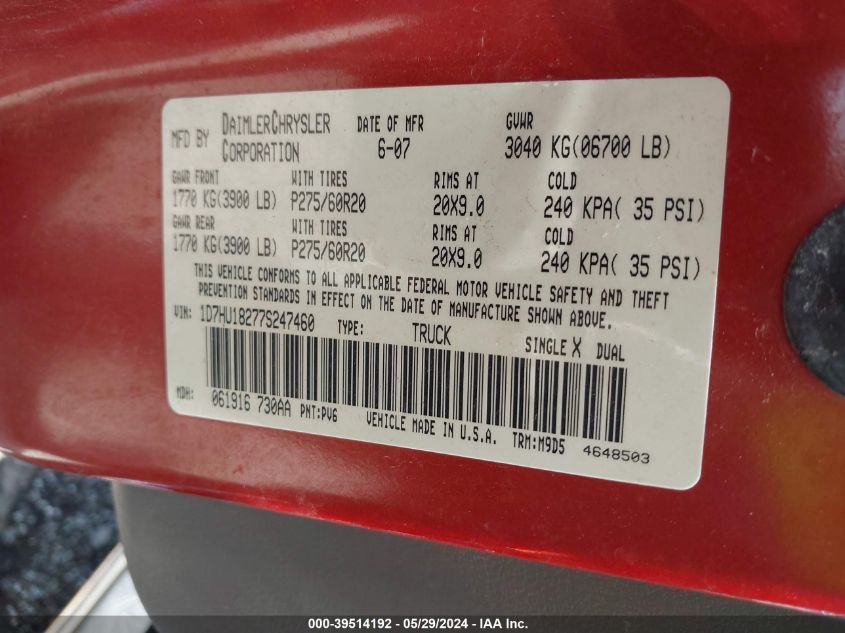 MFD BY DAIMLERCHRYSLER CORPORATION DATE OF MFR 6-07 GVWR 3040 KG(06700 LB)
GAWR FRONT WITH TIRES RIMS AT COLD
1770 KG(3900 LB) P275/60R20 20X9.0 240 KPA( 35 PSI)
GAWR REAR WITH TIRES RIMS AT COLD
1770 KG(3900 LB) P275/60R20 20X9.0 240 KPA( 35 PSI)
THIS VEHICLE CONFORMS TO ALL APPLICABLE FEDERAL MOTOR VEHICLE SAFETY AND THEFT
PREVENTION STANDARDS IN EFFECT ON THE DATE OF MANUFACTURE SHOWN ABOVE.
VIN: 1D7HU18277S247460 TYPE: TRUCK SINGLE X DUAL
MDH: 061916 730AA PNT:PV6 VEHICLE MADE IN U.S.A. TRM:M9D5 4648503
000-39514192 - 05/29/2024 - IAA Inc.